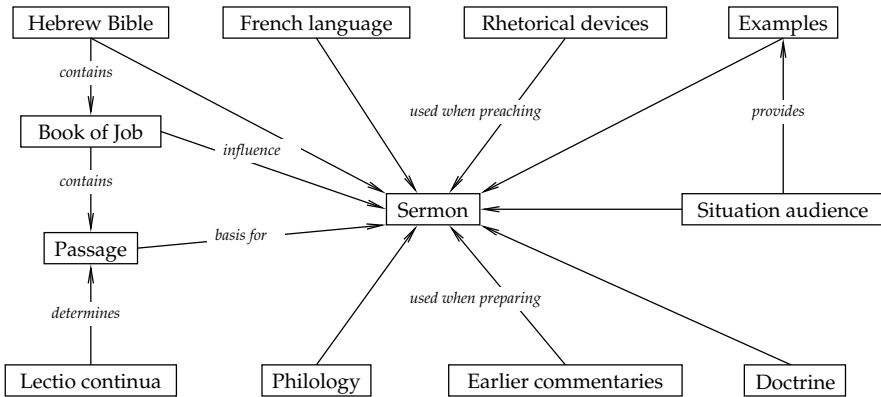 Hebrew Bible
French language
Rhetorical devices
Examples
contains
used when preaching
provides
Book of Job
influence
contains
Sermon
Situation audience
Passage
basis for
determines
used when preparing
Lectio continua
Philology
Earlier commentaries
Doctrine